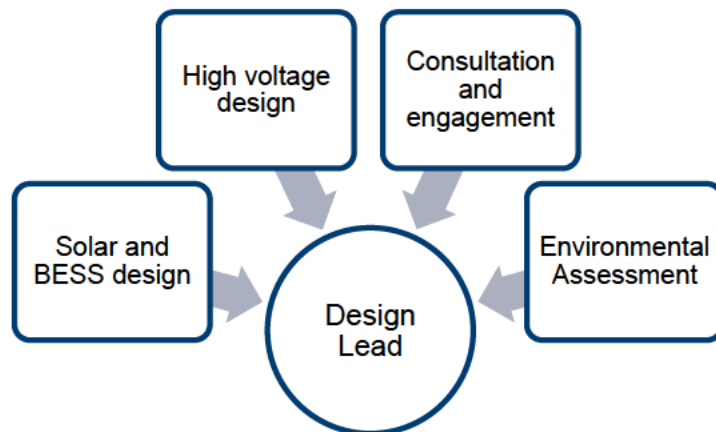 High voltage
design
Consultation
and
engagement
Solar and
BESS design
Environmental
Assessment
Design
Lead